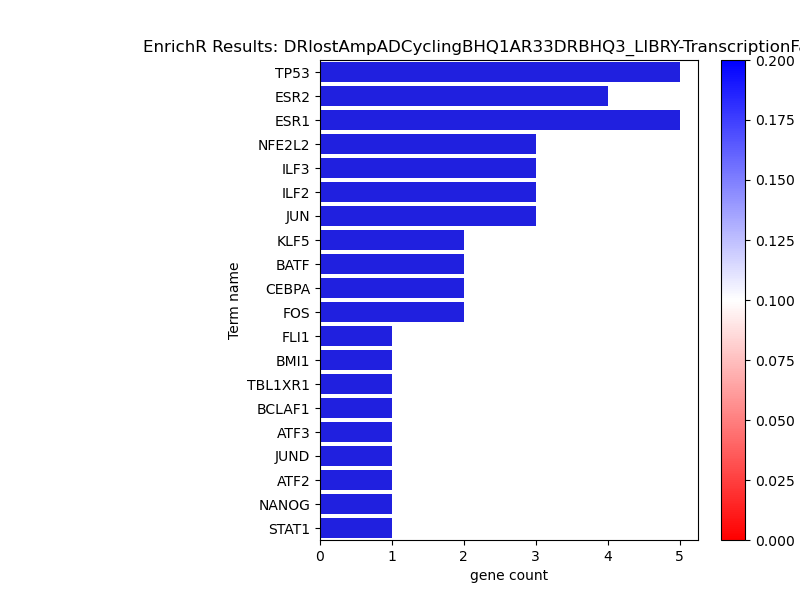 EnrichR Results: DRlostAmpADCyclingBHQ1AR33DRBHQ3_LIBRY-TranscriptionFa
TP53
ESR2
ESR1
NFE2L2
ILF3
ILF2
JUN
KLF5
BATF
CEBPA
FOS
FLI1
BMI1
TBL1XR1
BCLAF1
ATF3
JUND
ATF2
NANOG
STAT1
Term name
0 1 2 3 4 5
gene count
0.200
0.175
0.150
0.125
0.100
0.075
0.050
0.025
0.000